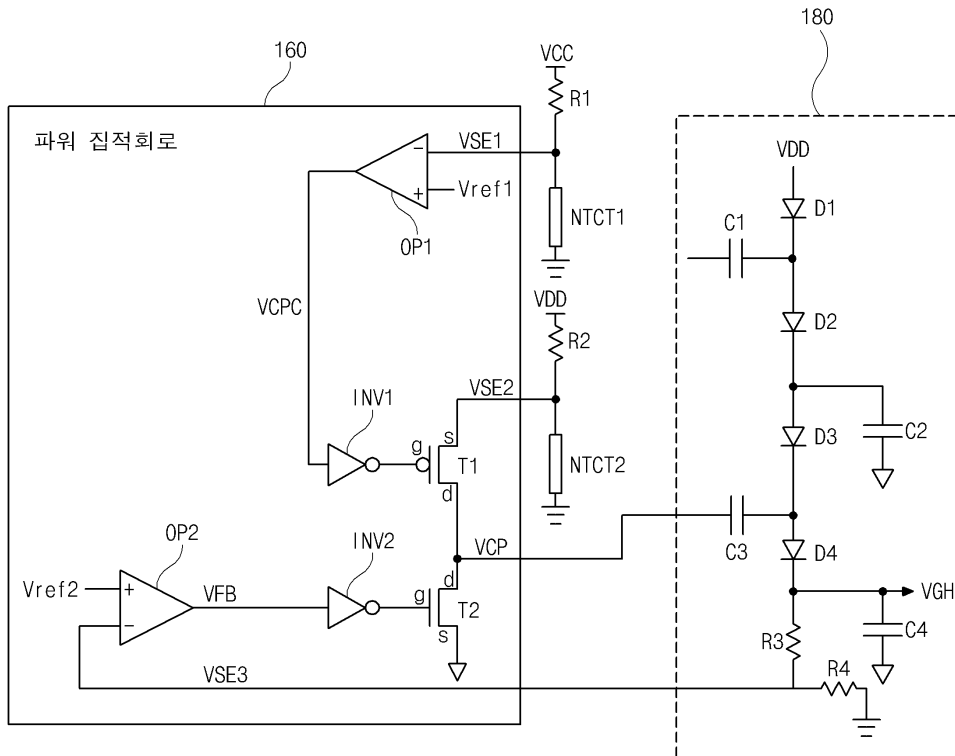 160
180
VCC
R1
파워 집적회로
VSE1
Vref1
OP1
NTCT1
VDD
D1
C1
VCPC
VDD
R2
D2
INV1
VSE2
g
s
T1
d
NTCT2
D3
C2
OP2
INV2
VCP
C3
D4
Vref2
VFB
g
d
T2
s
VGH
R3
C4
VSE3
R4
+
-
+
-